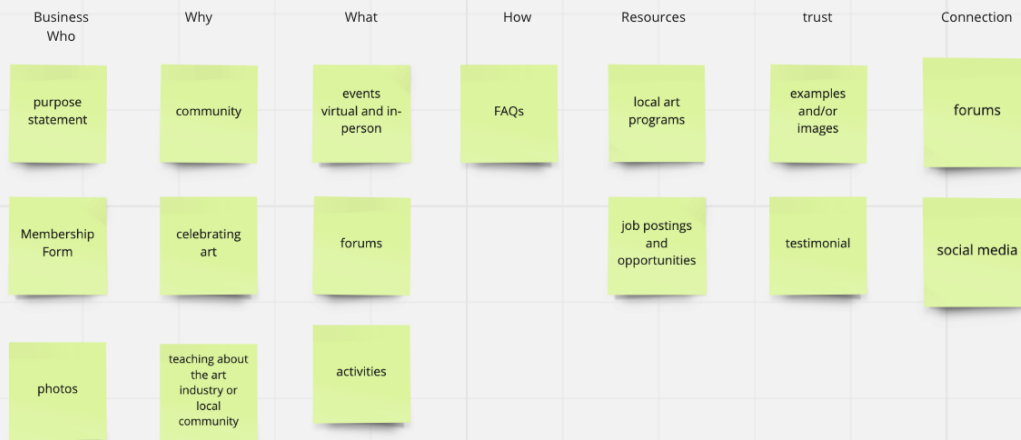 Business
Who
Why
What
How
Resources
trust
Connection
purpose
statement
community
events
virtual and in-
person
FAQs
local art
programs
examples
and/or
images
forums
Membership
Form
celebrating
art
forums
job postings
and
opportunities
testimonial
social media
photos
teaching about
the art
industry or
local
community
activities